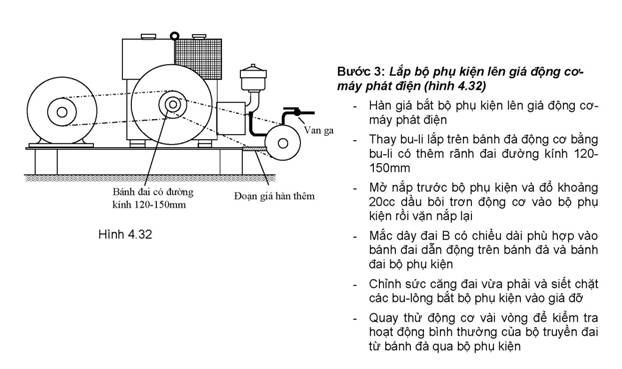 Van ga
Bánh đai có đường
kính 120-150mm
Đoạn giá hàn thêm
Hình 4.32
Bước 3: Lắp bộ phụ kiện lên giá động cơ-
máy phát điện (hình 4.32)
- Hàn giá bắt bộ phụ kiện lên giá động cơ-
máy phát điện
- Thay bu-li lắp trên bánh đà động cơ bằng
bu-li có thêm rãnh đai đường kính 120-
150mm
- Mở nắp trước bộ phụ kiện và đổ khoảng
20cc dầu bôi trơn động cơ vào bộ phụ
kiện rồi vặn nắp lại
- Mắc dây đai B có chiều dài phù hợp vào
bánh đai dẫn động trên bánh đà và bánh
đai bộ phụ kiện
- Chỉnh sức căng đai vừa phải và siết chặt
các bu-lông bắt bộ phụ kiện vào giá đỡ
- Quay thử động cơ vài vòng để kiểm tra
hoạt động bình thường của bộ truyền đai
từ bánh đà qua bộ phụ kiện